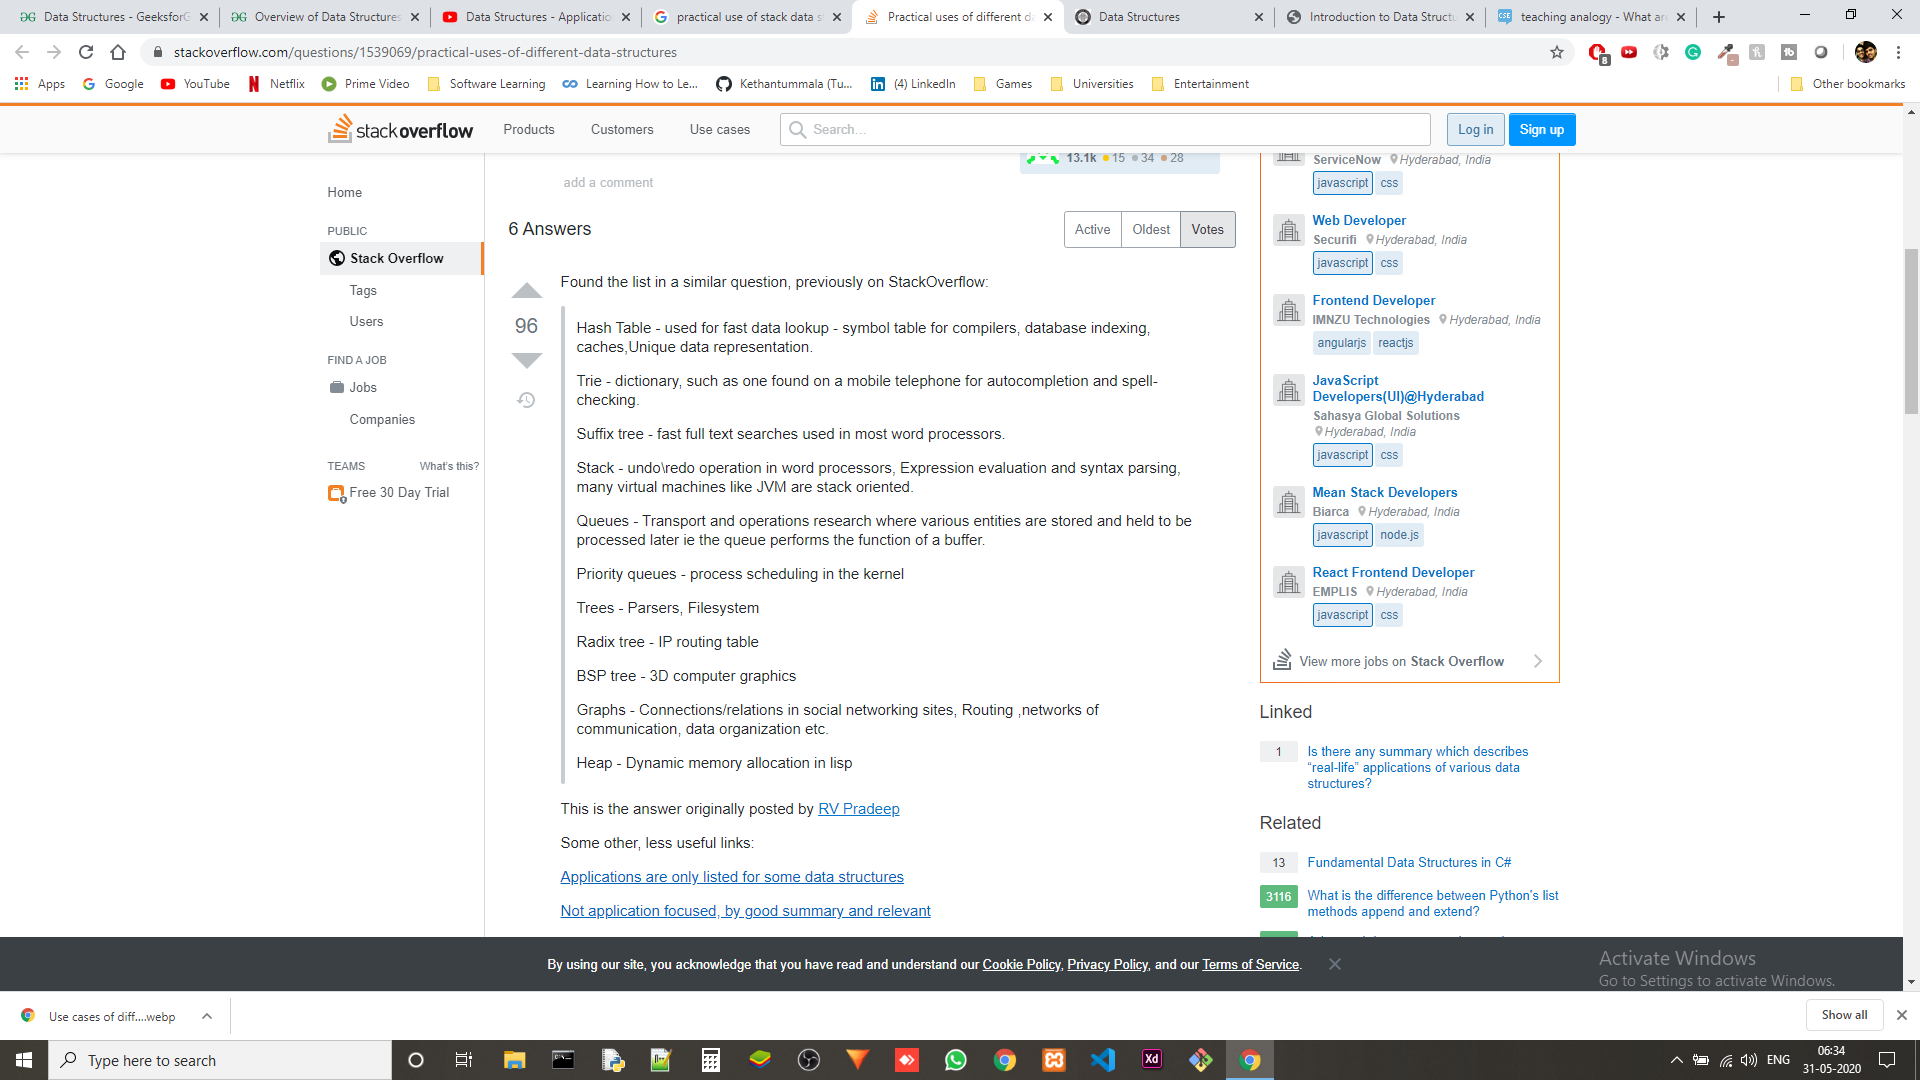 Data Structures - GeeksforG
Overview of Data Structures
Data Structures - Applicatio
practical use of stack data s
Practical uses of different d
Data Structures
Introduction to Data Structu
teaching analogy - What are
stackoverflow.com/questions/1539069/practical-uses-of-different-data-structures
8
Apps
Google
YouTube
Netflix
Prime Video
Software Learning
Learning How to Le...
Kethantummala (Tu...
(4) LinkedIn
Games
Universities
Entertainment
Other bookmarks
stackoverflow
Products
Customers
Use cases
Search...
Log in
Sign up
Home
PUBLIC
Stack Overflow
Tags
Users
FIND A JOB
Jobs
Companies
TEAMS
What's this?
Free 30 Day Trial
13.1k 15 34 28
add a comment
6 Answers
Active
Oldest
Votes
96
Found the list in a similar question, previously on StackOverflow:
Hash Table - used for fast data lookup - symbol table for compilers, database indexing,
caches,Unique data representation.
Trie - dictionary, such as one found on a mobile telephone for autocompletion and spell-
checking.
Suffix tree - fast full text searches used in most word processors.
Stack - undo\redo operation in word processors, Expression evaluation and syntax parsing,
many virtual machines like JVM are stack oriented.
Queues - Transport and operations research where various entities are stored and held to be
processed later ie the queue performs the function of a buffer.
Priority queues - process scheduling in the kernel
Trees - Parsers, Filesystem
Radix tree - IP routing table
BSP tree - 3D computer graphics
Graphs - Connections/relations in social networking sites, Routing ,networks of
communication, data organization etc.
Heap - Dynamic memory allocation in lisp
This is the answer originally posted by RV Pradeep
Some other, less useful links:
Applications are only listed for some data structures
Not application focused, by good summary and relevant
ServiceNow Hyderabad, India
javascript css
Web Developer
Securifi Hyderabad, India
javascript css
Frontend Developer
IMNZU Technologies Hyderabad, India
angularjs reactjs
JavaScript
Developers(UI)@Hyderabad
Sahasya Global Solutions
Hyderabad, India
javascript css
Mean Stack Developers
Biarca Hyderabad, India
javascript node.js
React Frontend Developer
EMPLIS Hyderabad, India
javascript css
View more jobs on Stack Overflow
Linked
1 Is there any summary which describes
“real-life” applications of various data
structures?
Related
13 Fundamental Data Structures in C#
3116 What is the difference between Python's list
methods append and extend?
By using our site, you acknowledge that you have read and understand our Cookie Policy, Privacy Policy, and our Terms of Service.
Activate Windows
Go to Settings to activate Windows.
Use cases of diff....webp
Show all
Type here to search
Xd
ENG
06:34
31-05-2020